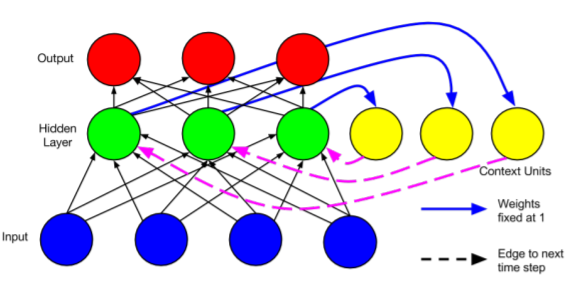 Output
Hidden
Layer
Context Units
Weights
fixed at 1
Input
Edge to next
time step